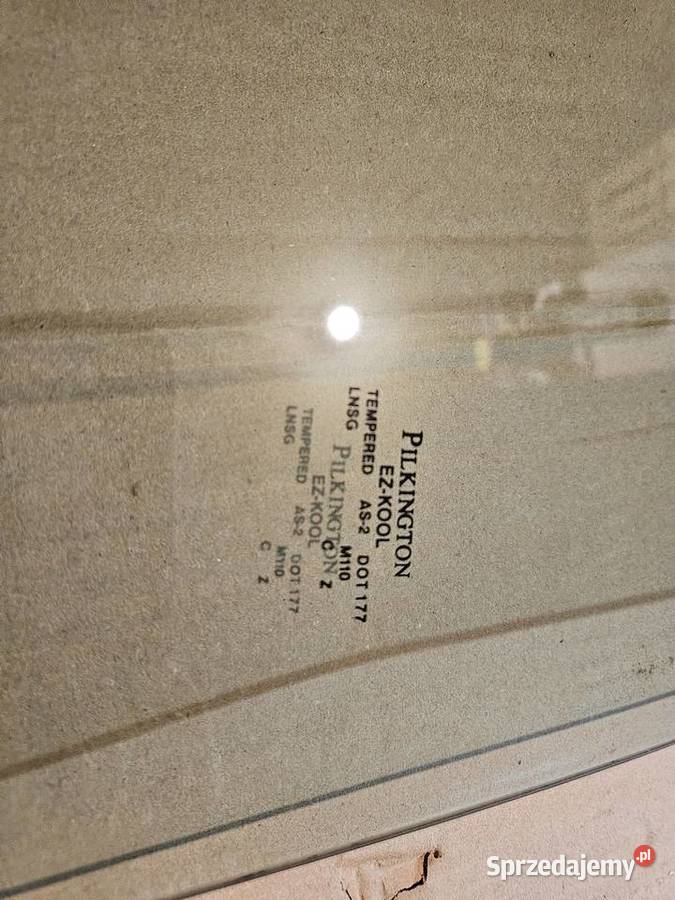 PILKINGTON
EZ-KOOL
TEMPERED AS-2 DOT 177
LNSG M110
C Z
PILKINGTON
EZ-KOOL
TEMPERED AS-2 DOT 177
LNSG M110
C Z
Sprzedajemy.pl